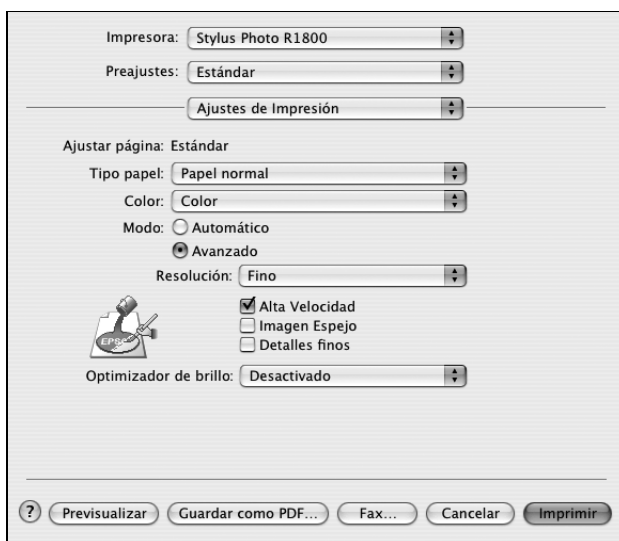 Impresora: Stylus Photo R1800
Preajustes: Estándar
Ajustes de Impresión
Ajustar página: Estándar
Tipo papel: Papel normal
Color: Color
Modo: Automático
Avanzado
Resolución: Fino
Alta Velocidad
Imagen Espejo
Detalles finos
EPSO
Optimizador de brillo: Desactivado
? Previsualizar Guardar como PDF... Fax... Cancelar Imprimir